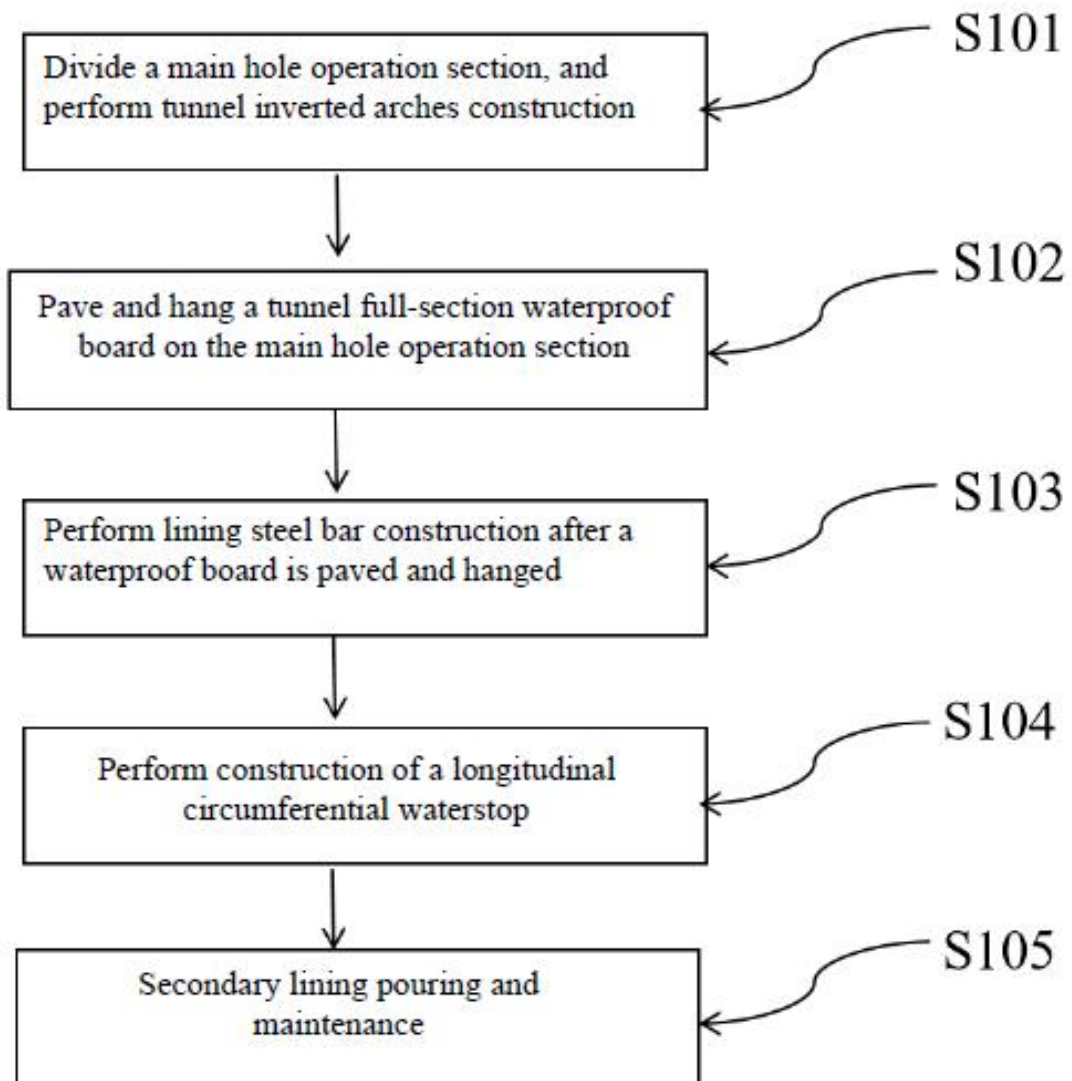 S101
Divide a main hole operation section, and
perform tunnel inverted arches construction
S102
Pave and hang a tunnel full-section waterproof
board on the main hole operation section
S103
Perform lining steel bar construction after a
waterproof board is paved and hanged
S104
Perform construction of a longitudinal
circumferential waterstop
S105
Secondary lining pouring and
maintenance